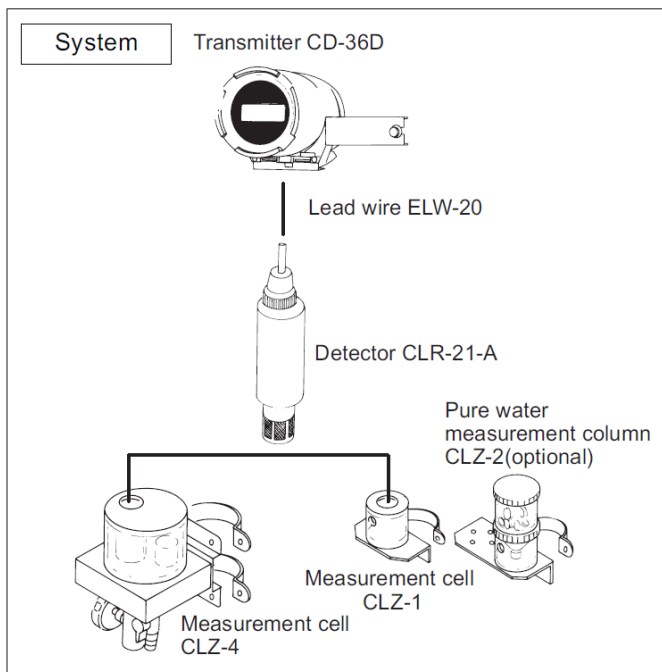 System
Transmitter CD-36D
Lead wire ELW-20
Detector CLR-21-A
Pure water
measurement column
CLZ-2(optional)
Measurement cell
CLZ-1
Measurement cell
CLZ-4